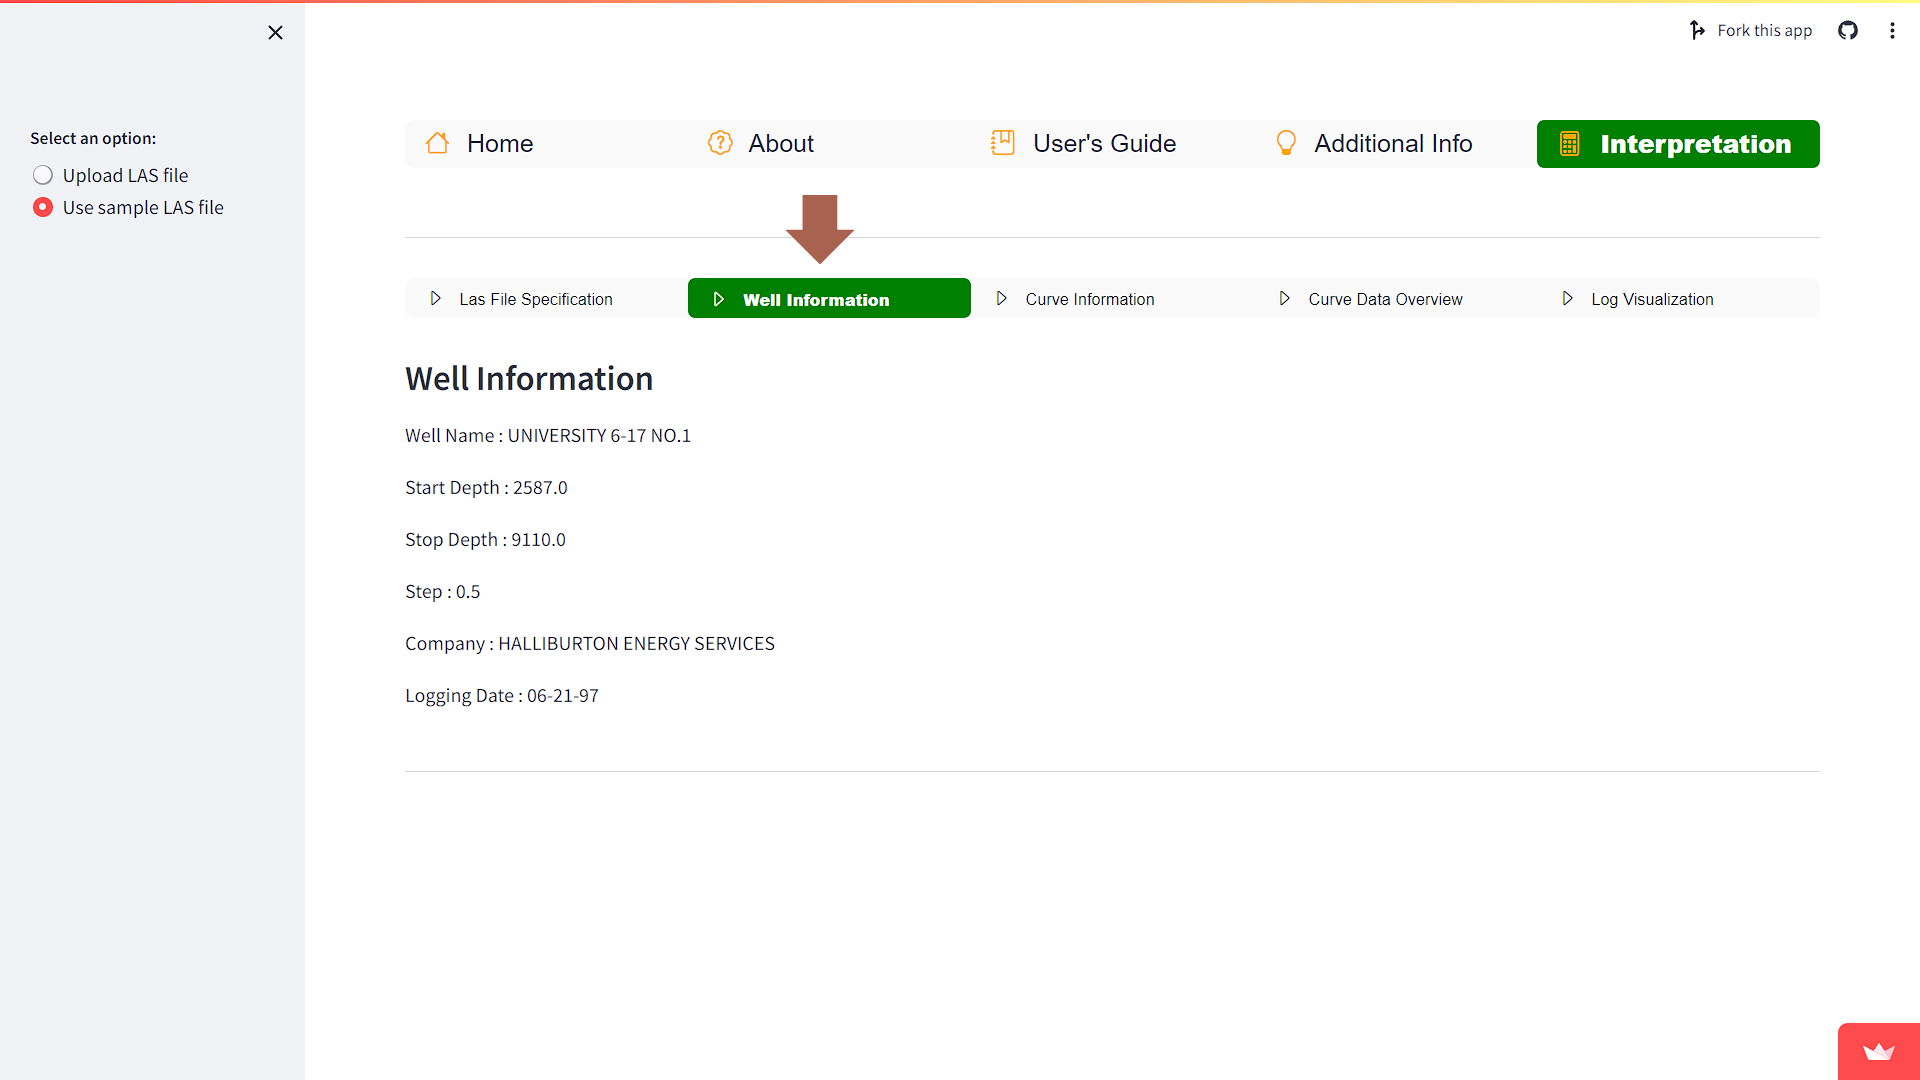 Fork this app
Select an option:
Upload LAS file
Use sample LAS file
Home About User's Guide Additional Info Interpretation
Las File Specification Well Information Curve Information Curve Data Overview Log Visualization
Well Information
Well Name : UNIVERSITY 6-17 NO.1
Start Depth : 2587.0
Stop Depth : 9110.0
Step : 0.5
Company : HALLIBURTON ENERGY SERVICES
Logging Date : 06-21-97